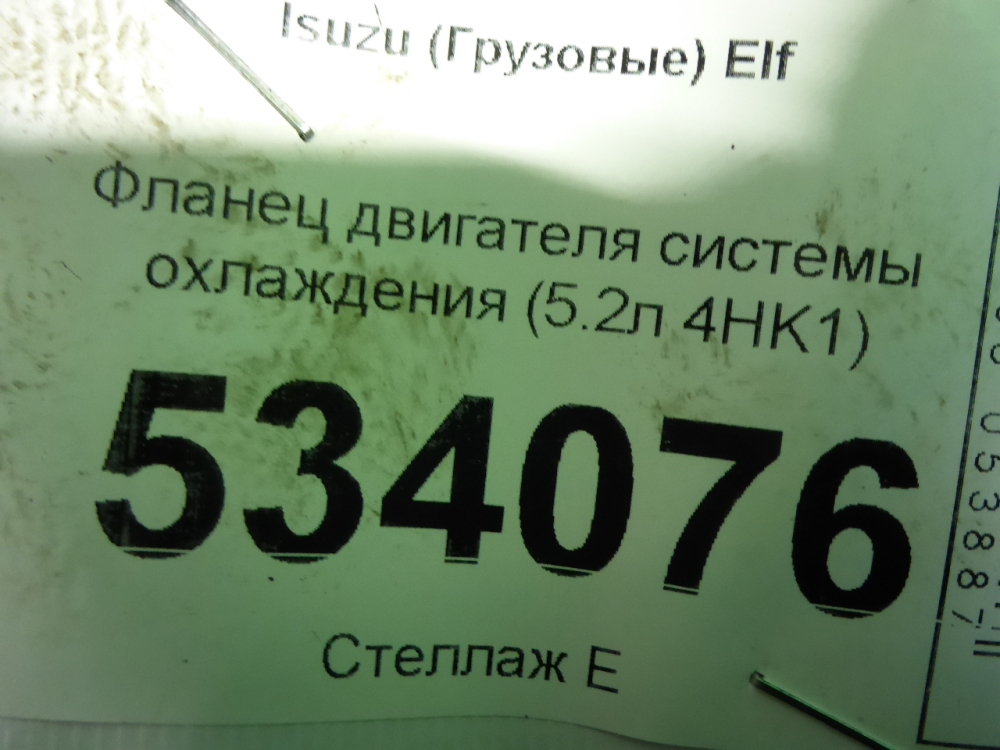 Isuzu (Грузовые) Elf
Фланец двигателя системы
охлаждения (5.2л 4HK1)
534076
Стеллаж E